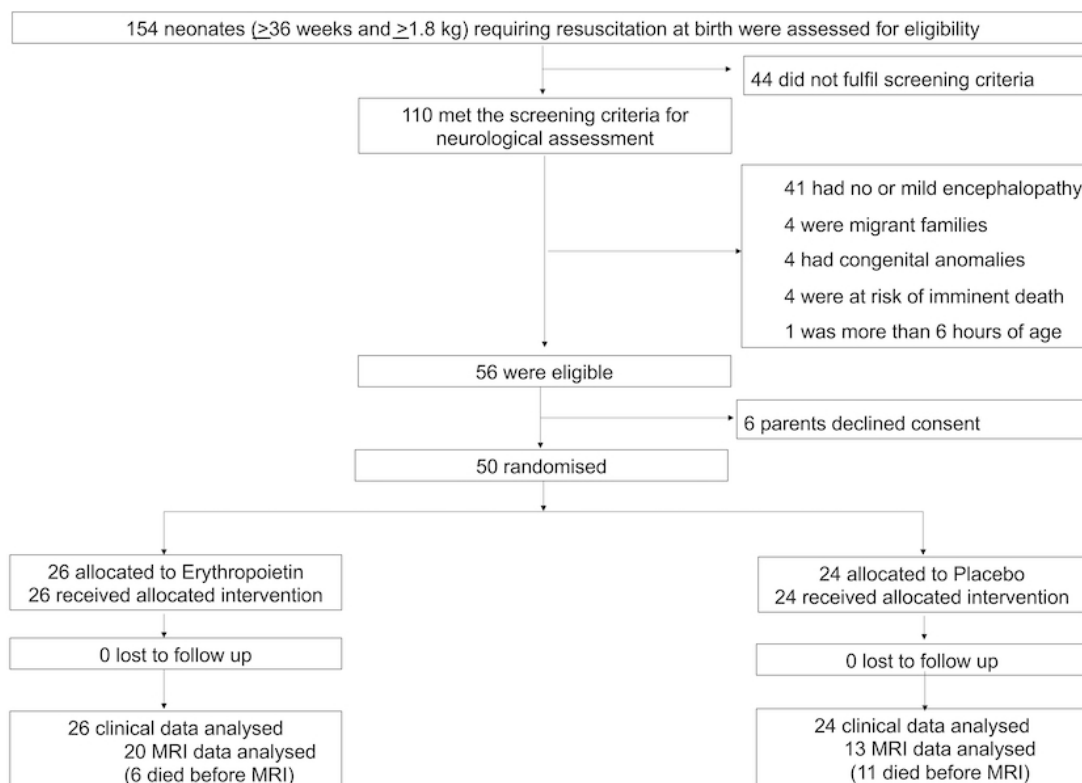 154 neonates (≥36 weeks and ≥1.8 kg) requiring resuscitation at birth were assessed for eligibility
44 did not fulfil screening criteria
110 met the screening criteria for
neurological assessment
41 had no or mild encephalopathy
4 were migrant families
4 had congenital anomalies
4 were at risk of imminent death
1 was more than 6 hours of age
56 were eligible
6 parents declined consent
50 randomised
26 allocated to Erythropoietin
26 received allocated intervention
24 allocated to Placebo
24 received allocated intervention
0 lost to follow up
0 lost to follow up
26 clinical data analysed
20 MRI data analysed
(6 died before MRI)
24 clinical data analysed
13 MRI data analysed
(11 died before MRI)